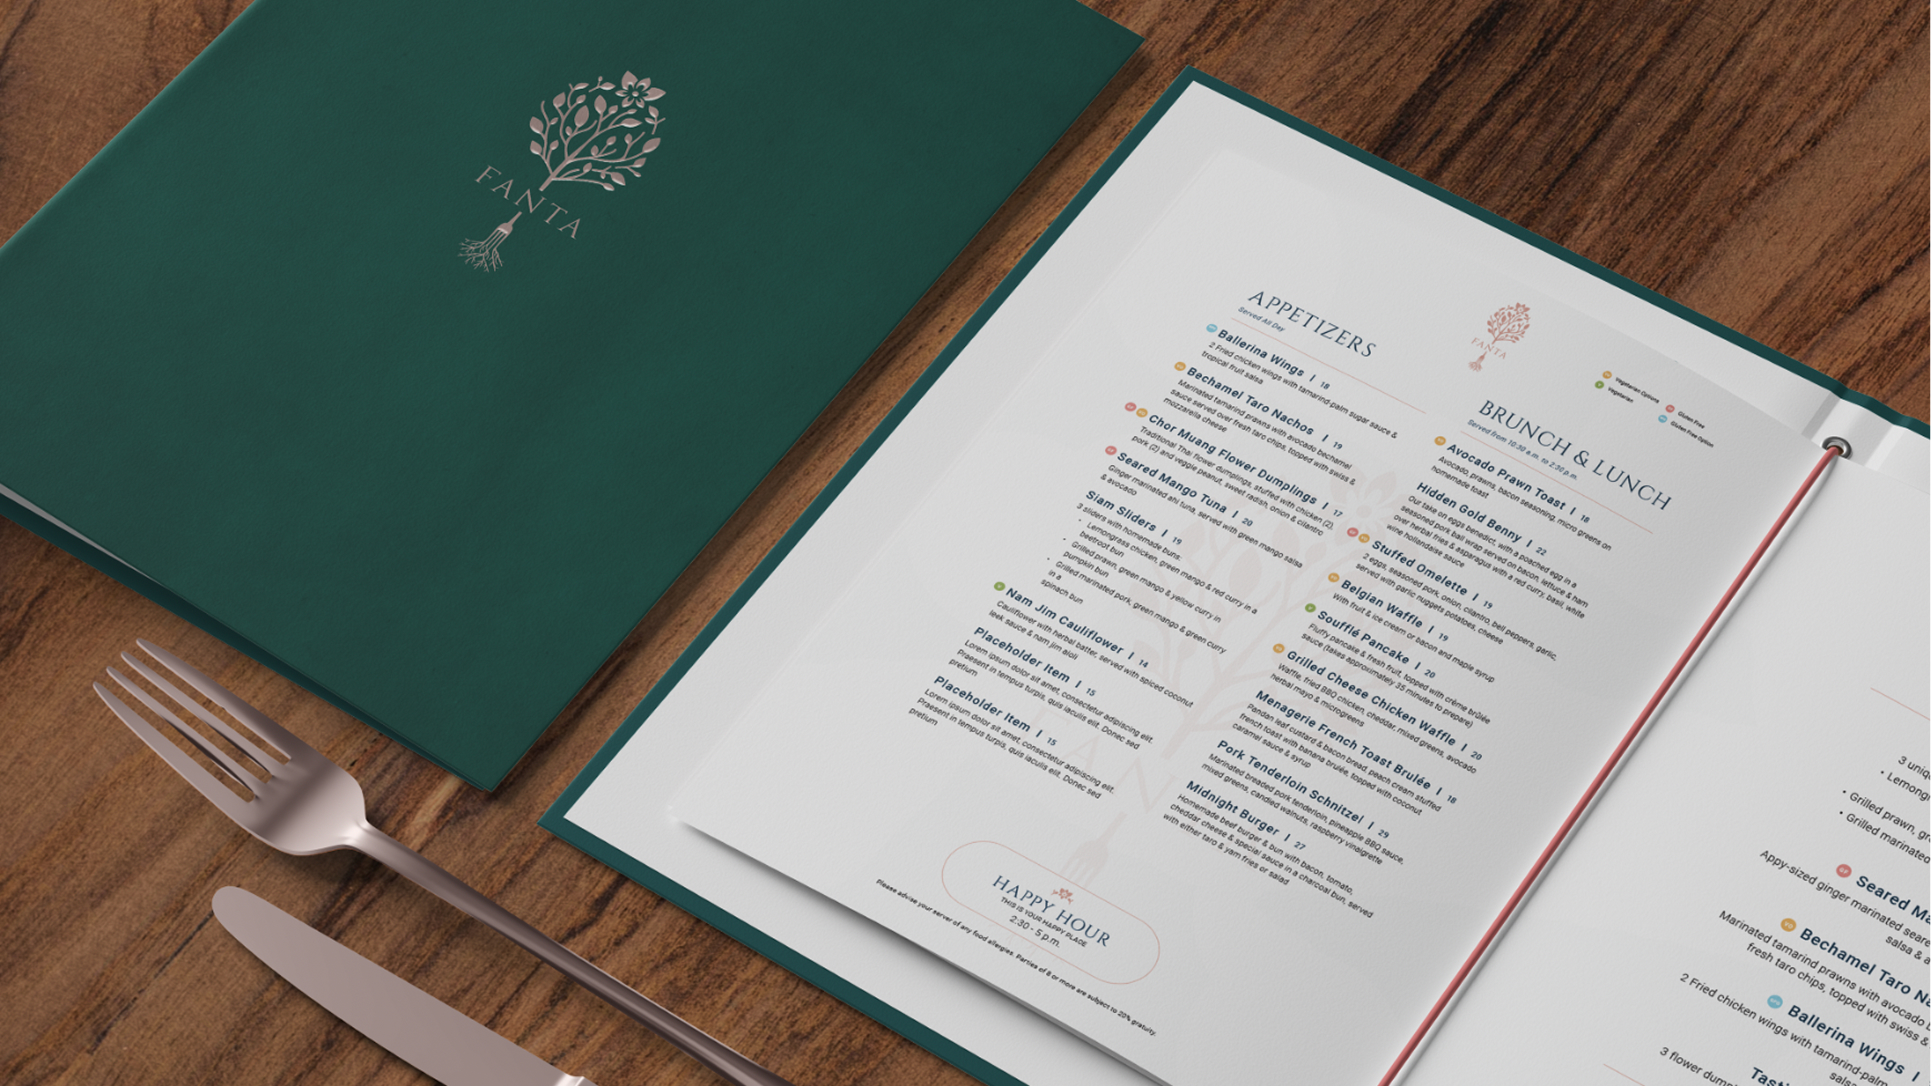 FANTA
APPETIZERS
Served All Day
Ballerina Wings | 18
2 Fried chicken wings with tamarind-palm sugar sauce &
tropical fruit salsa
Bechamel Taro Nachos | 19
Marinated tamarind prawns with avocado bechamel
sauce served over fresh taro chips, topped with swiss &
mozzarella cheese
Chor Muang Flower Dumplings | 17
Traditional Thai flower dumplings, stuffed with chicken (2),
pork (2) and veggie peanut, sweet radish, onion & cilantro
Seared Mango Tuna | 20
Ginger marinated ahi tuna, served with green mango salsa
& avocado
Siam Sliders | 19
3 sliders with homemade buns:
• Lemongrass chicken, green mango & red curry in a
beetroot bun
• Grilled prawn, green mango & yellow curry in
pumpkin bun
• Grilled marinated pork, green mango & green curry
in a
spinach bun
Nam Jim Cauliflower | 14
Cauliflower with herbal batter, served with spiced coconut
leek sauce & nam jim aioli
Placeholder Item | 15
Lorem ipsum dolor sit amet, consectetur adipiscing elit.
Praesent in tempus turpis, quis iaculis elit. Donec sed
pretium
Placeholder Item | 15
Lorem ipsum dolor sit amet, consectetur adipiscing elit.
Praesent in tempus turpis, quis iaculis elit. Donec sed
pretium
FANTA
Vegetarian Options
Vegetarian
Gluten Free
Gluten Free Option
BRUNCH & LUNCH
Served from 10:30 a.m. to 2:30 p.m.
Avocado Prawn Toast | 18
Avocado, prawns, bacon seasoning, micro greens on
homemade toast
Hidden Gold Benny | 22
Our take on eggs benedict, with a poached egg in a
seasoned pork ball wrap served on bacon, lettuce & ham
over herbal fries & asparagus with a red curry, basil, white
wine hollandaise sauce
Stuffed Omelette | 19
2 eggs, seasoned pork, onion, cilantro, bell peppers, garlic,
served with garlic nuggets potatoes, cheese
Belgian Waffle | 19
With fruit & ice cream or bacon and maple syrup
Soufflé Pancake | 20
Fluffy pancake & fresh fruit, topped with crème brûlée
sauce (takes approximately 35 minutes to prepare)
Grilled Cheese Chicken Waffle | 20
Waffle, fried BBQ chicken, cheddar, mixed greens, avocado
herbal mayo & microgreens
Menagerie French Toast Brulée | 18
Pandan leaf custard & bacon bread, peach cream stuffed
french toast with banana brulée, topped with coconut
caramel sauce & syrup
Pork Tenderloin Schnitzel | 29
Marinated breaded pork tenderloin, pineapple BBQ sauce,
mixed greens, candied walnuts, raspberry vinaigrette
Midnight Burger | 27
Homemade beef burger & bun with bacon, tomato,
cheddar cheese & special sauce in a charcoal bun, served
with either taro & yam fries or salad
HAPPY HOUR
THIS IS YOUR HAPPY PLACE
2:30 - 5 p.m.
Please advise your server of any food allergies. Parties of 8 or more are subject to 20% gratuity.
3 uniq
• Lemong
• Grilled prawn, gr
• Grilled marinated
Seared Ma
Appy-sized ginger marinated seare
salsa & a
Bechamel Taro Na
Marinated tamarind prawns with avocado
fresh taro chips, topped with swiss &
Ballerina Wings |
2 Fried chicken wings with tamarind-palm
sals
Tasti
3 flower dump